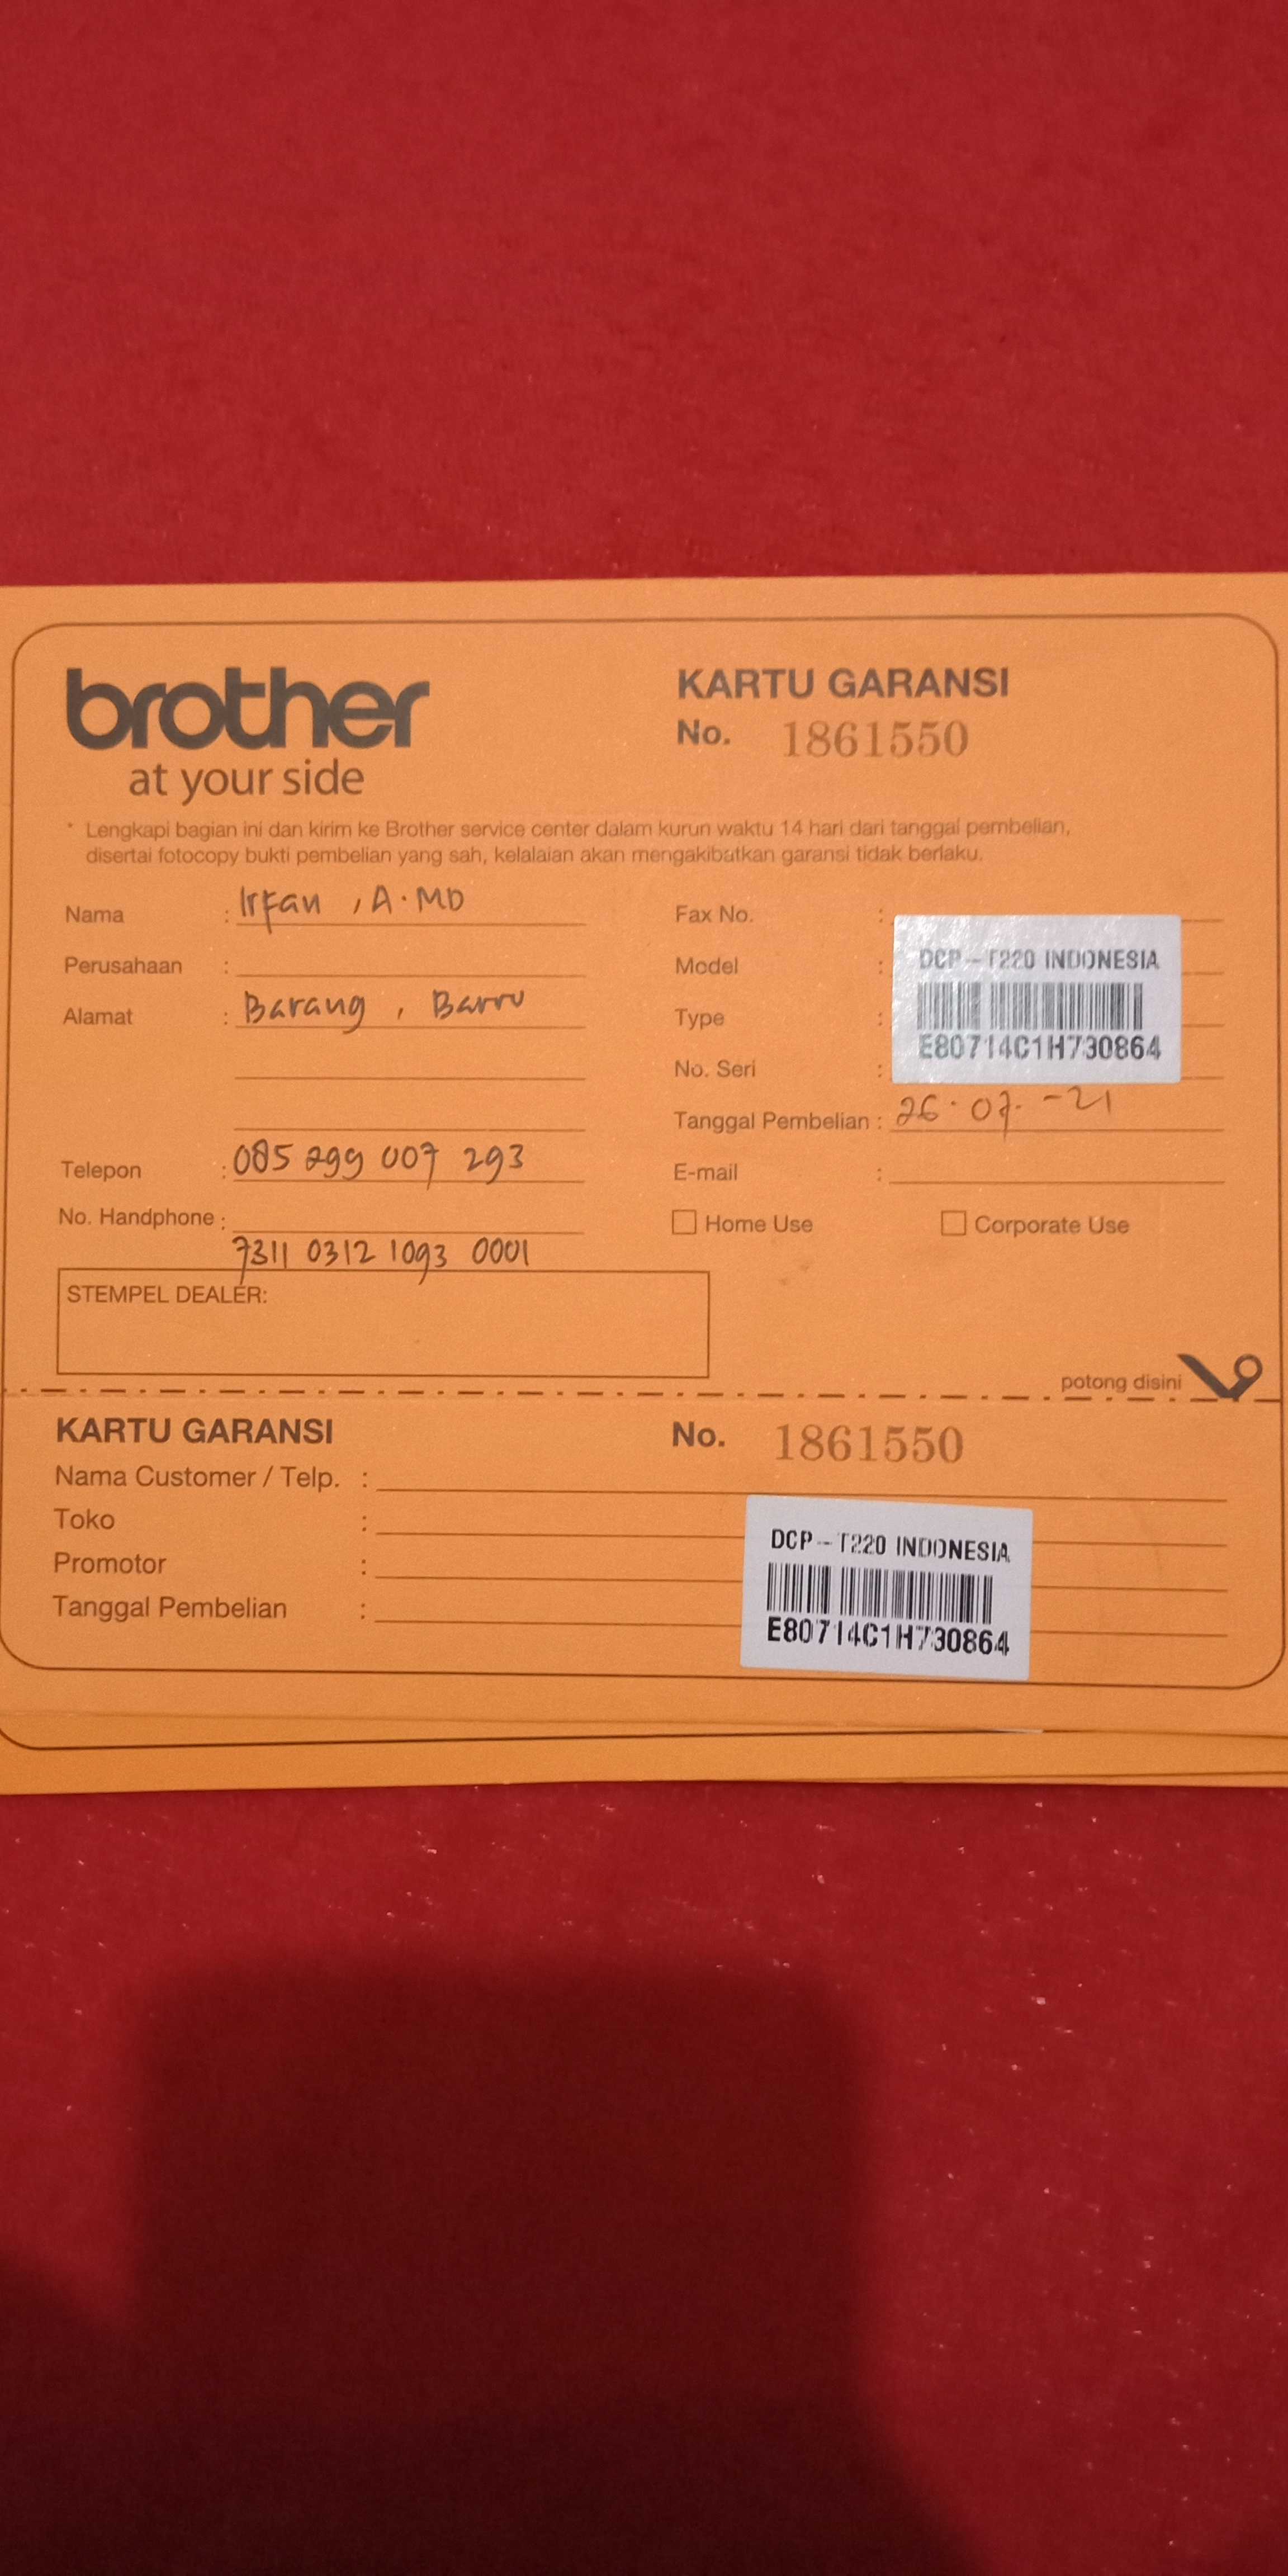 brother
at your side
KARTU GARANSI
No. 1861550
* Lengkapi bagian ini dan kirim ke Brother service center dalam kurun waktu 14 hari dari tanggal pembelian,
disertai fotocopy bukti pembelian yang sah, kelalaian akan mengakibatkan garansi tidak berlaku.
Nama : Irfan , A.MD
Perusahaan :
Alamat : Barang , Barru
Telepon : 085 299 007 293
No. Handphone :
7311 0312 1093 0001
Fax No. :
Model :
Type :
No. Seri :
DCP-T220 INDONESIA
E80714C1H730864
Tanggal Pembelian : 26.07.-21
E-mail :
Home Use
Corporate Use
STEMPEL DEALER:
potong disini
KARTU GARANSI
No. 1861550
Nama Customer / Telp. :
Toko :
Promotor :
Tanggal Pembelian :
DCP-T220 INDONESIA
E80714C1H730864